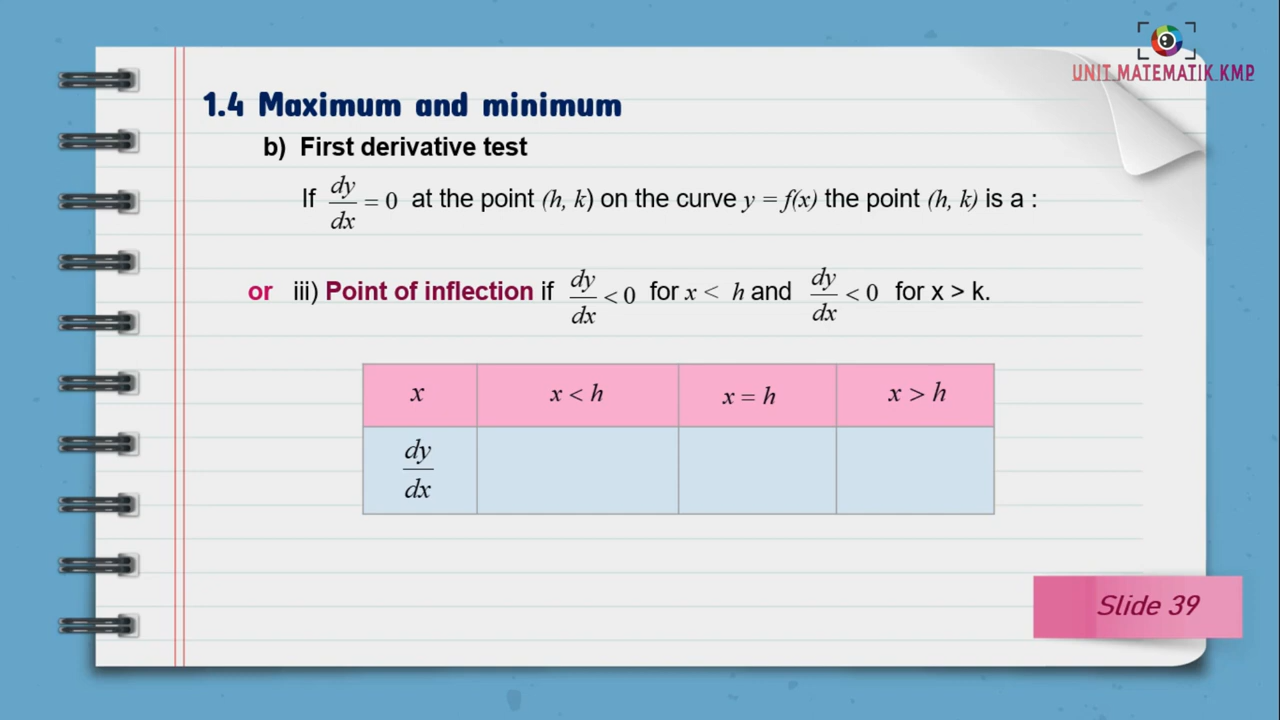 UNIT MATEMATIK KMP
1.4 Maximum and minimum
b) First derivative test
If dy/dx = 0 at the point (h, k) on the curve y = f(x) the point (h, k) is a :
or iii) Point of inflection if dy/dx < 0 for x < h and dy/dx < 0 for x > k.
x x < h x = h x > h
dy/dx
Slide 39